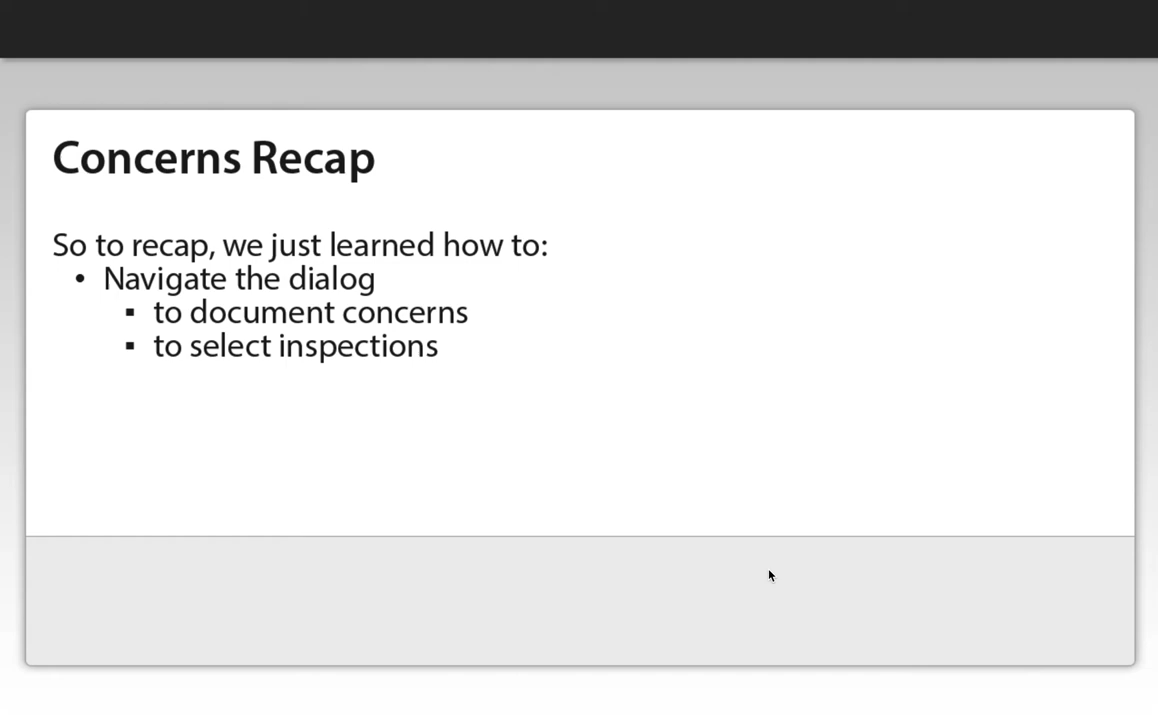 Concerns Recap
So to recap, we just learned how to:
• Navigate the dialog
▪ to document concerns
▪ to select inspections